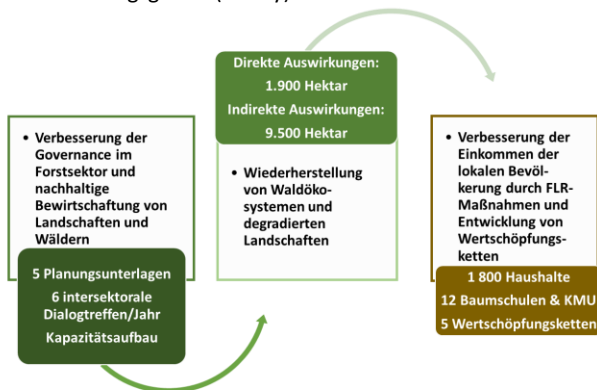 Direkte Auswirkungen:
1.900 Hektar
Indirekte Auswirkungen:
9.500 Hektar
• Verbesserung der
Governance im
Forstsektor und
nachhaltige
Bewirtschaftung von
Landschaften und
Wäldern
5 Planungsunterlagen
6 intersektorale
Dialogtreffen/Jahr
Kapazitätsaufbau
• Wiederherstellung
von Waldöko-
systemen und
degradierten
Landschaften
• Verbesserung der
Einkommen der
lokalen Bevöl-
kerung durch FLR-
Maßnahmen und
Entwicklung von
Wertschöpfungs-
ketten
1 800 Haushalte
12 Baumschulen & KMU
5 Wertschöpfungsketten